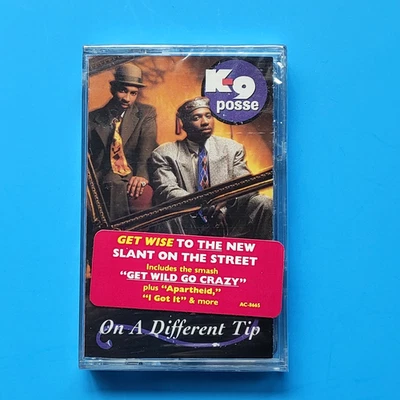 K-9
posse
GET WISE TO THE NEW
SLANT ON THE STREET
Includes the smash
"GET WILD GO CRAZY"
plus "Apartheid,"
"I Got It" & more
AC-8665
On A Different Tip